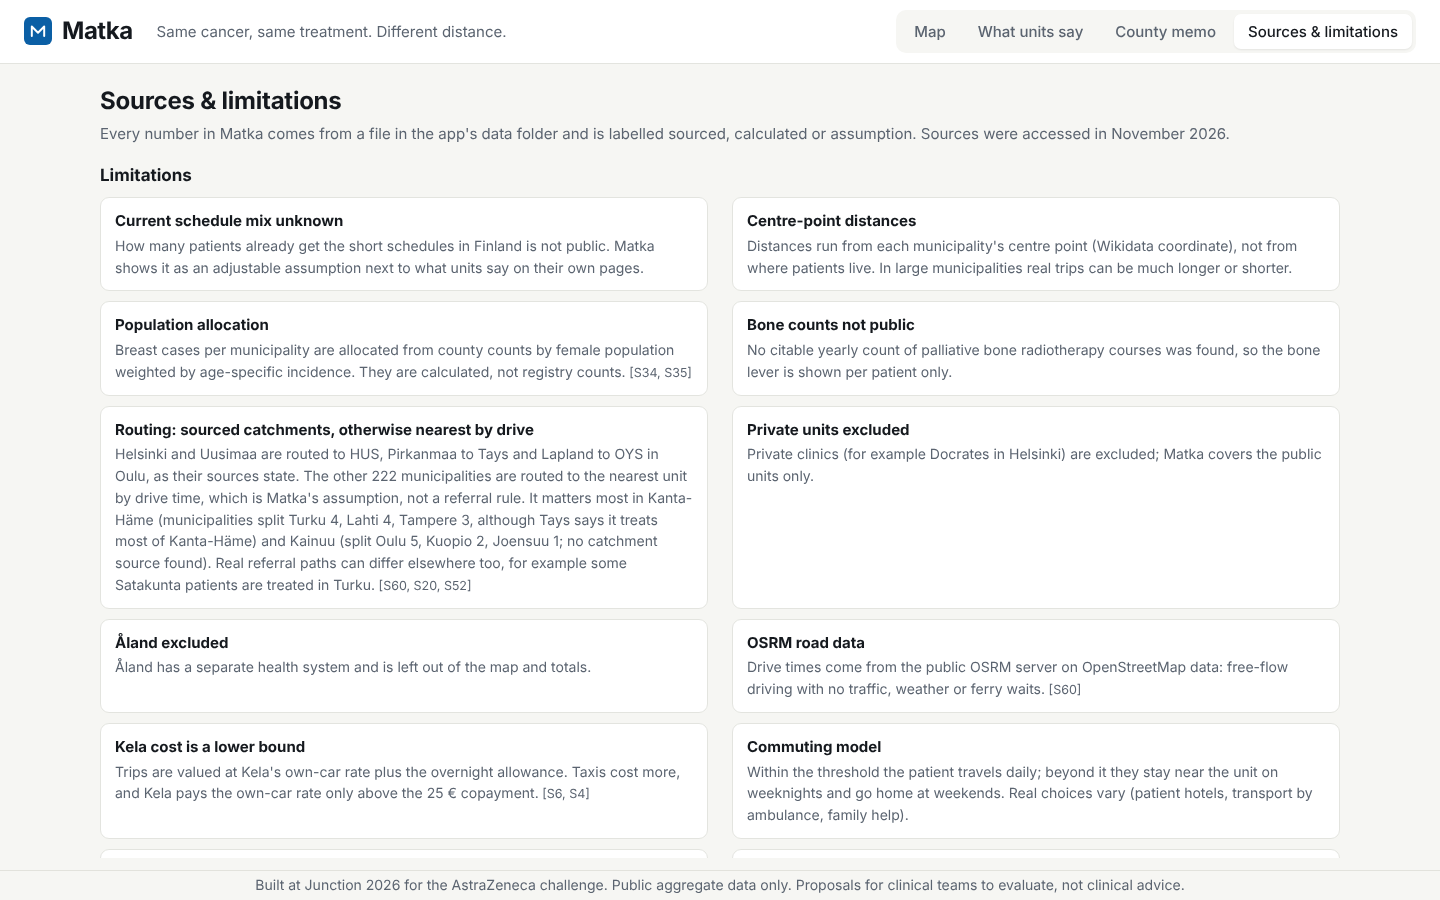 Matka
Same cancer, same treatment. Different distance.
Map
What units say
County memo
Sources & limitations
Sources & limitations
Every number in Matka comes from a file in the app's data folder and is labelled sourced, calculated or assumption. Sources were accessed in November 2026.
Limitations
Current schedule mix unknown
How many patients already get the short schedules in Finland is not public. Matka
shows it as an adjustable assumption next to what units say on their own pages.
Centre-point distances
Distances run from each municipality's centre point (Wikidata coordinate), not from
where patients live. In large municipalities real trips can be much longer or shorter.
Population allocation
Breast cases per municipality are allocated from county counts by female population
weighted by age-specific incidence. They are calculated, not registry counts. [S34, S35]
Bone counts not public
No citable yearly count of palliative bone radiotherapy courses was found, so the bone
lever is shown per patient only.
Routing: sourced catchments, otherwise nearest by drive
Helsinki and Uusimaa are routed to HUS, Pirkanmaa to Tays and Lapland to OYS in
Oulu, as their sources state. The other 222 municipalities are routed to the nearest unit
by drive time, which is Matka's assumption, not a referral rule. It matters most in Kanta-
Häme (municipalities split Turku 4, Lahti 4, Tampere 3, although Tays says it treats
most of Kanta-Häme) and Kainuu (split Oulu 5, Kuopio 2, Joensuu 1; no catchment
source found). Real referral paths can differ elsewhere too, for example some
Satakunta patients are treated in Turku. [S60, S20, S52]
Private units excluded
Private clinics (for example Docrates in Helsinki) are excluded; Matka covers the public
units only.
Åland excluded
Åland has a separate health system and is left out of the map and totals.
OSRM road data
Drive times come from the public OSRM server on OpenStreetMap data: free-flow
driving with no traffic, weather or ferry waits. [S60]
Kela cost is a lower bound
Trips are valued at Kela's own-car rate plus the overnight allowance. Taxis cost more,
and Kela pays the own-car rate only above the 25 € copayment. [S6, S4]
Commuting model
Within the threshold the patient travels daily; beyond it they stay near the unit on
weeknights and go home at weekends. Real choices vary (patient hotels, transport by
ambulance, family help).
Built at Junction 2026 for the AstraZeneca challenge. Public aggregate data only. Proposals for clinical teams to evaluate, not clinical advice.